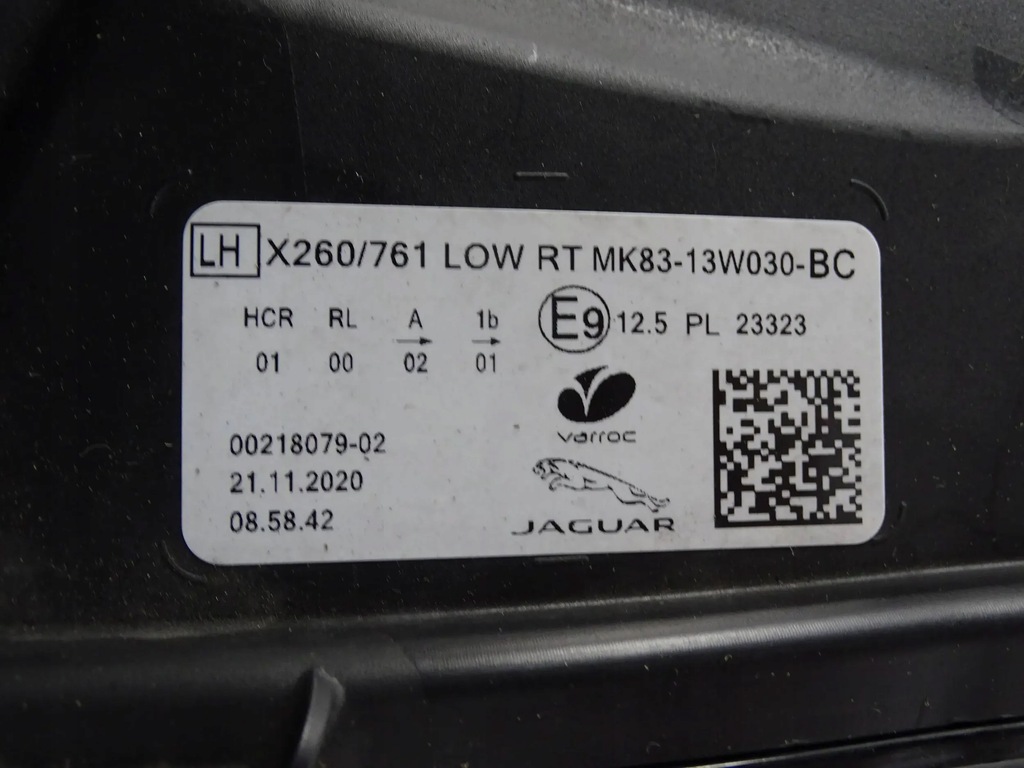 LH X260/761 LOW RT MK83-13W030-BC
HCR RL A 1b
01 00 02 01
E9 12.5 PL 23323
varroc
00218079-02
21.11.2020
08.58.42
JAGUAR